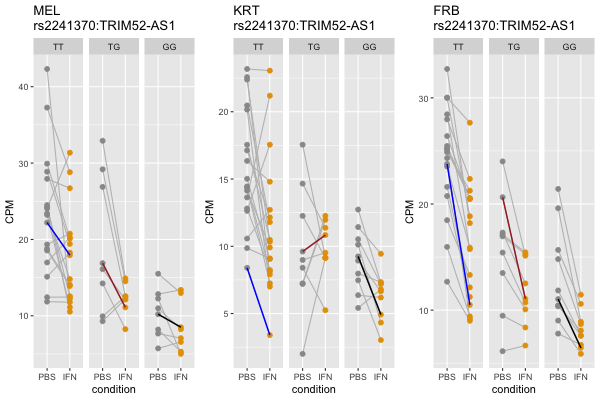 MEL
rs2241370:TRIM52-AS1
TT TG GG
CPM
40
30
20
10
PBS IFN PBS IFN PBS IFN
condition
KRT
rs2241370:TRIM52-AS1
TT TG GG
CPM
20
15
10
5
PBS IFN PBS IFN PBS IFN
condition
FRB
rs2241370:TRIM52-AS1
TT TG GG
CPM
30
20
10
PBS IFN PBS IFN PBS IFN
condition